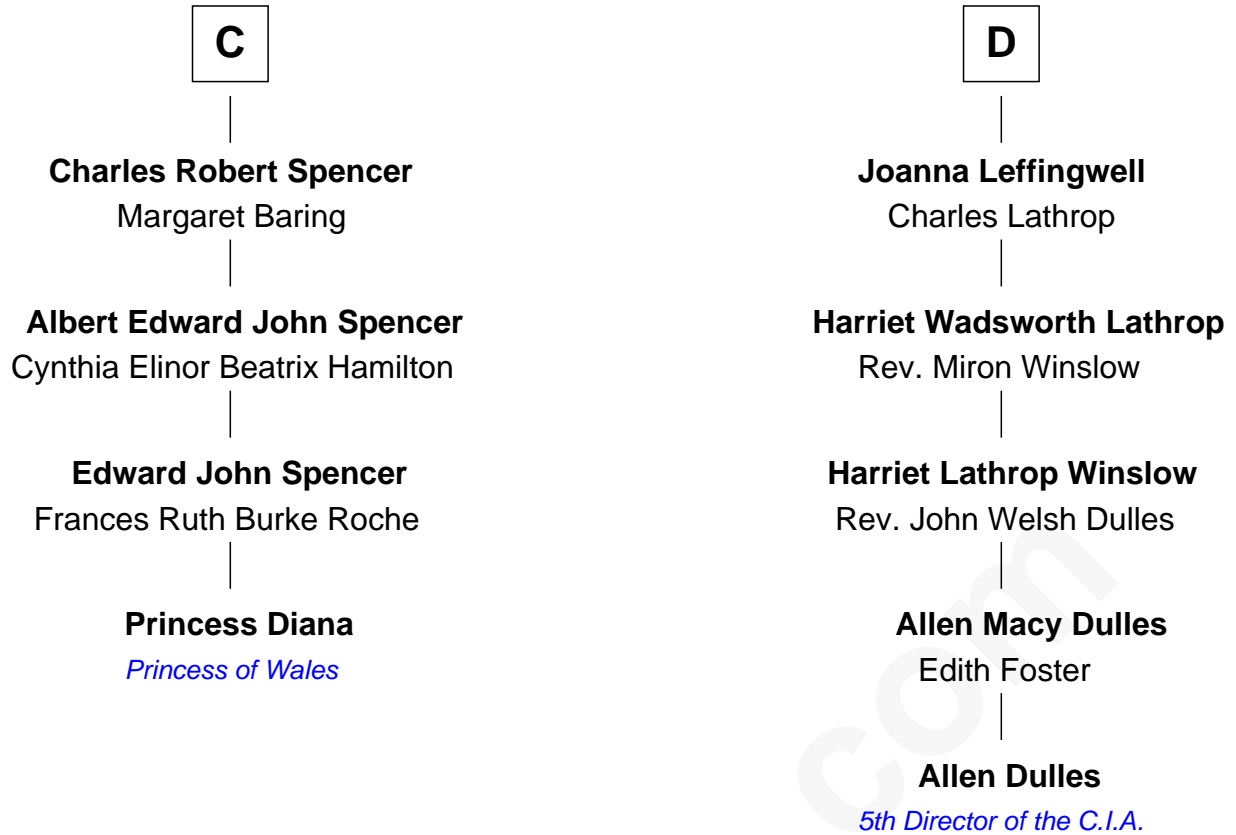 C
Charles Robert Spencer
Margaret Baring
Albert Edward John Spencer
Cynthia Elinor Beatrix Hamilton
Edward John Spencer
Frances Ruth Burke Roche
Princess Diana
Princess of Wales
D
Joanna Leffingwell
Charles Lathrop
Harriet Wadsworth Lathrop
Rev. Miron Winslow
Harriet Lathrop Winslow
Rev. John Welsh Dulles
Allen Macy Dulles
Edith Foster
Allen Dulles
5th Director of the C.I.A.
com